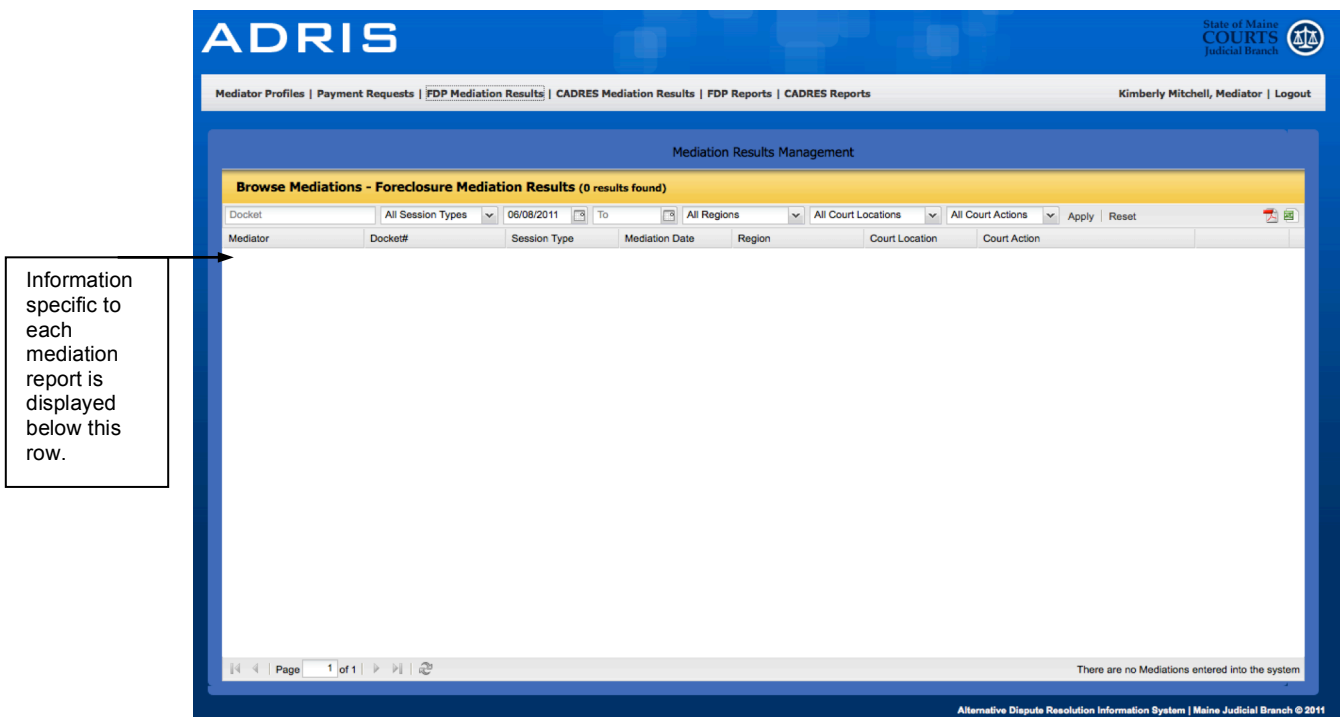 ADRIS
State of Maine
COURTS
Judicial Branch
Mediator Profiles | Payment Requests | FDP Mediation Results | CADRES Mediation Results | FDP Reports | CADRES Reports
Kimberly Mitchell, Mediator | Logout
Mediation Results Management
Browse Mediations - Foreclosure Mediation Results (0 results found)
Docket All Session Types 06/08/2011 To All Regions All Court Locations All Court Actions Apply Reset
Mediator Docket# Session Type Mediation Date Region Court Location Court Action
Information
specific to
each
mediation
report is
displayed
below this
row.
Page 1 of 1
There are no Mediations entered into the system
Alternative Dispute Resolution Information System | Maine Judicial Branch © 2011